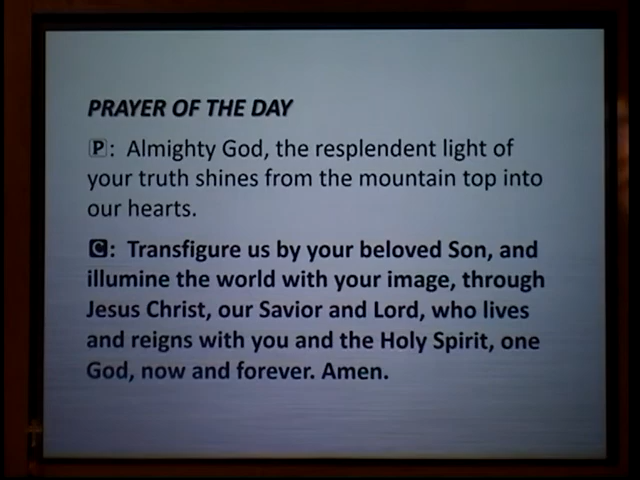 PRAYER OF THE DAY
P: Almighty God, the resplendent light of
your truth shines from the mountain top into
our hearts.
C: Transfigure us by your beloved Son, and
illumine the world with your image, through
Jesus Christ, our Savior and Lord, who lives
and reigns with you and the Holy Spirit, one
God, now and forever. Amen.